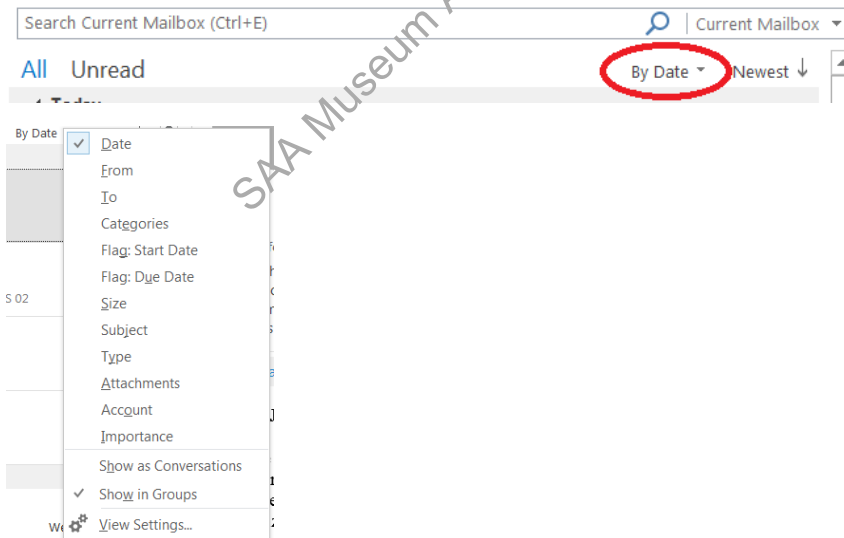 Search Current Mailbox (Ctrl+E) Current Mailbox
All Unread By Date Newest
Today
SAA Museum
By Date
Date
From
To
Categories
Flag: Start Date
Flag: Due Date
S 02
Size
Subject
Type
Attachments
Account
Importance
Show as Conversations
Show in Groups
We
View Settings...